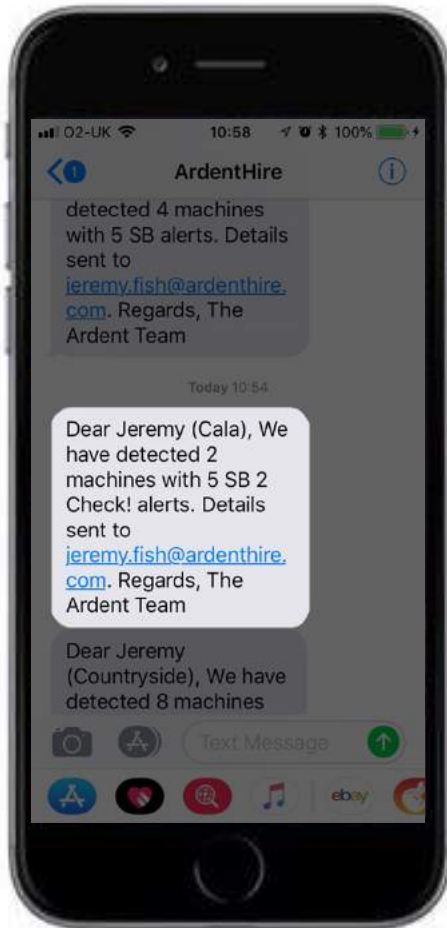 O2-UK 10:58 100%
1 ArdentHire i
detected 4 machines
with 5 SB alerts. Details
sent to
jeremy.fish@ardenthire.
com. Regards, The
Ardent Team
Today 10:54
Dear Jeremy (Cala), We
have detected 2
machines with 5 SB 2
Check! alerts. Details
sent to
jeremy.fish@ardenthire.
com. Regards, The
Ardent Team
Dear Jeremy
(Countryside), We have
detected 8 machines
Text Message
ebay